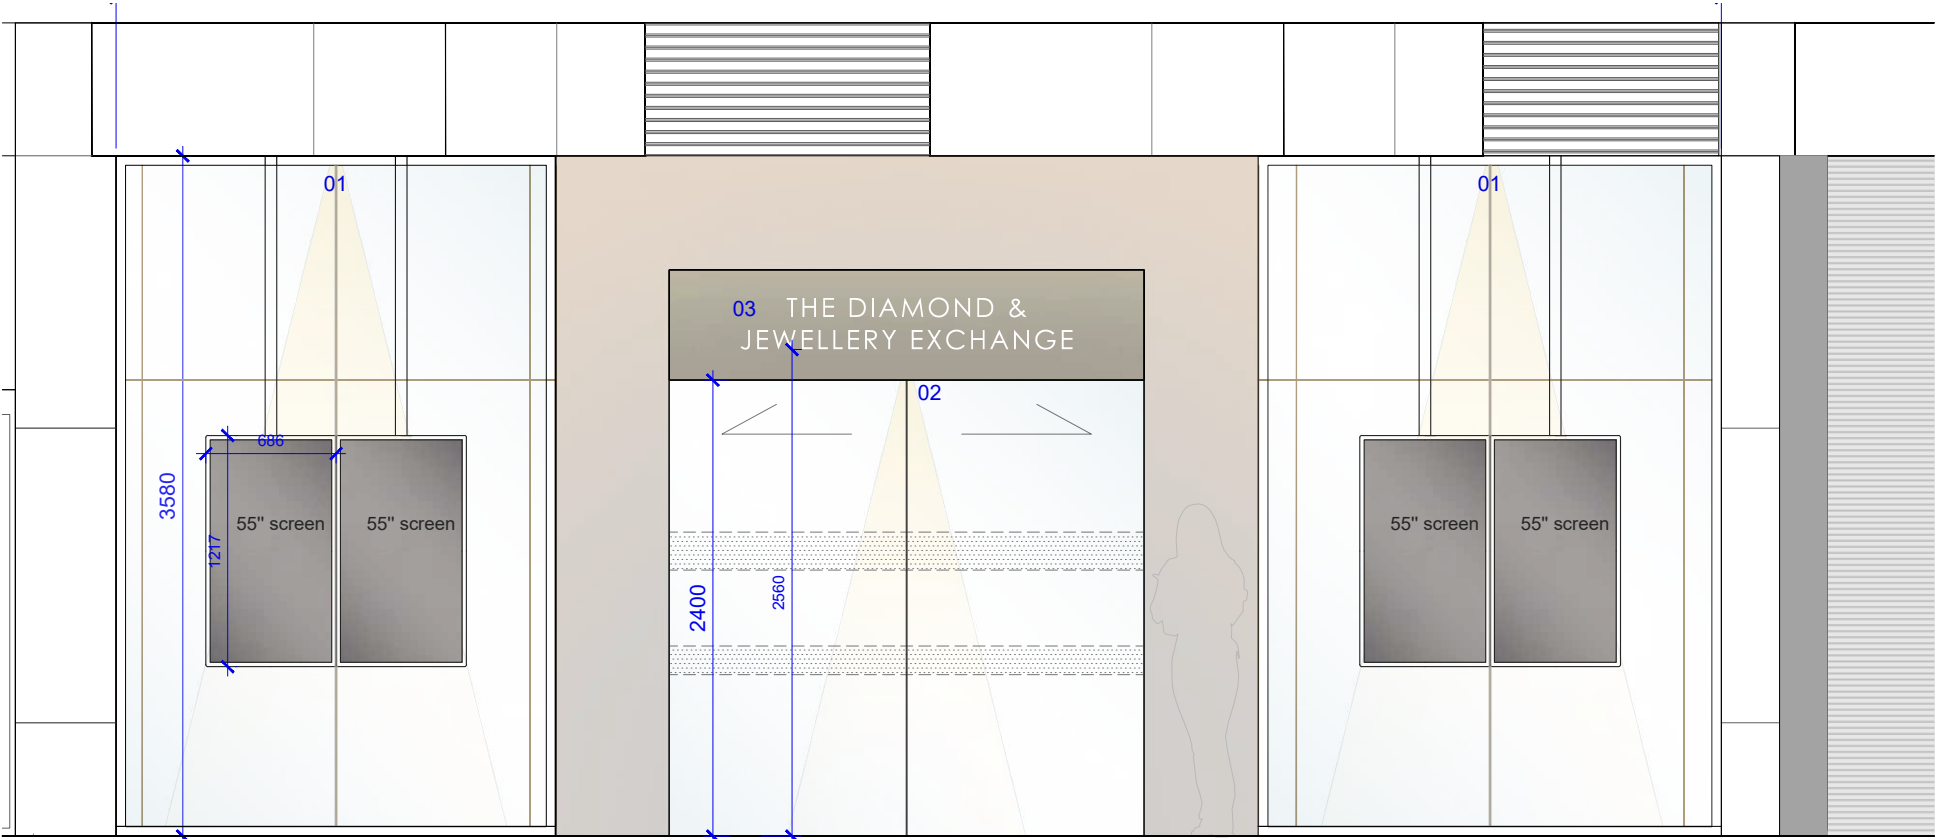 01
01
03
THE DIAMOND &
JEWELLERY EXCHANGE
02
686
3580
55" screen
55" screen
55" screen
55" screen
1217
2400
2560